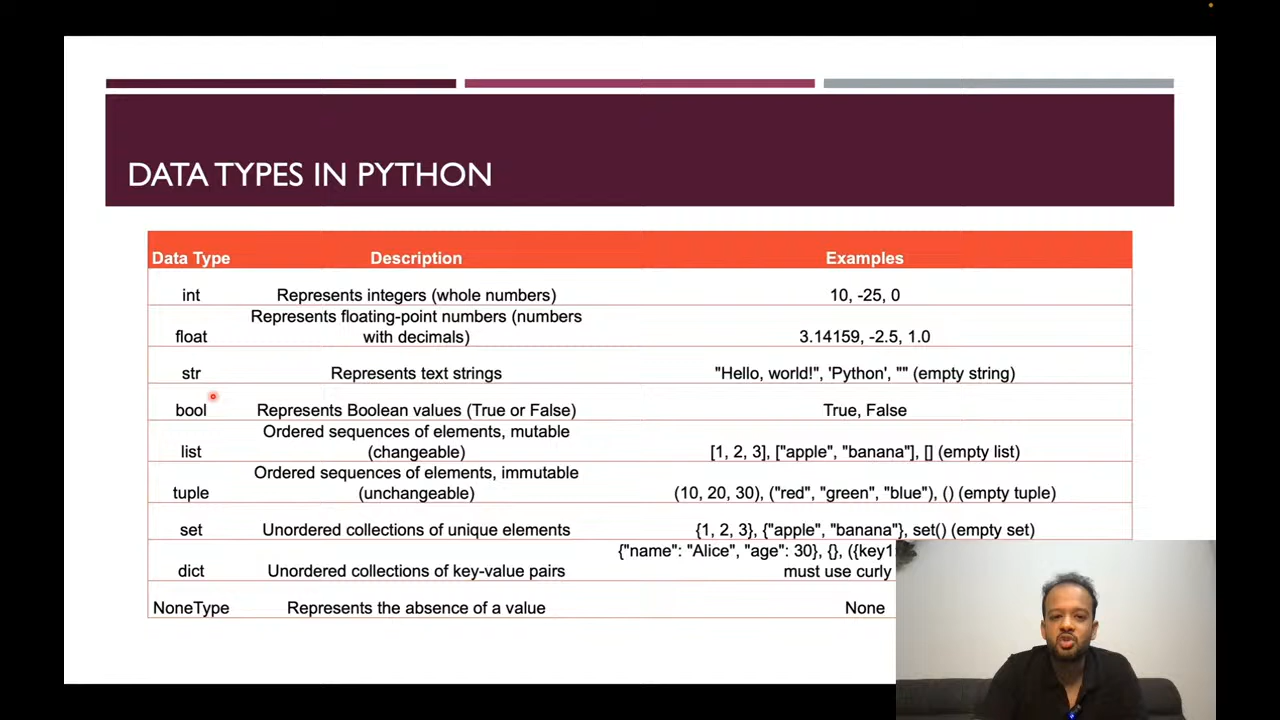 DATA TYPES IN PYTHON
Data Type Description Examples
int Represents integers (whole numbers) 10, -25, 0
Represents floating-point numbers (numbers
float with decimals) 3.14159, -2.5, 1.0
str Represents text strings "Hello, world!", 'Python', "" (empty string)
bool Represents Boolean values (True or False) True, False
Ordered sequences of elements, mutable
list (changeable) [1, 2, 3], ["apple", "banana"], [] (empty list)
Ordered sequences of elements, immutable
tuple (unchangeable) (10, 20, 30), ("red", "green", "blue"), () (empty tuple)
set Unordered collections of unique elements {1, 2, 3}, {"apple", "banana"}, set() (empty set)
{"name": "Alice", "age": 30}, {}, ({key1
dict Unordered collections of key-value pairs must use curly
NoneType Represents the absence of a value None